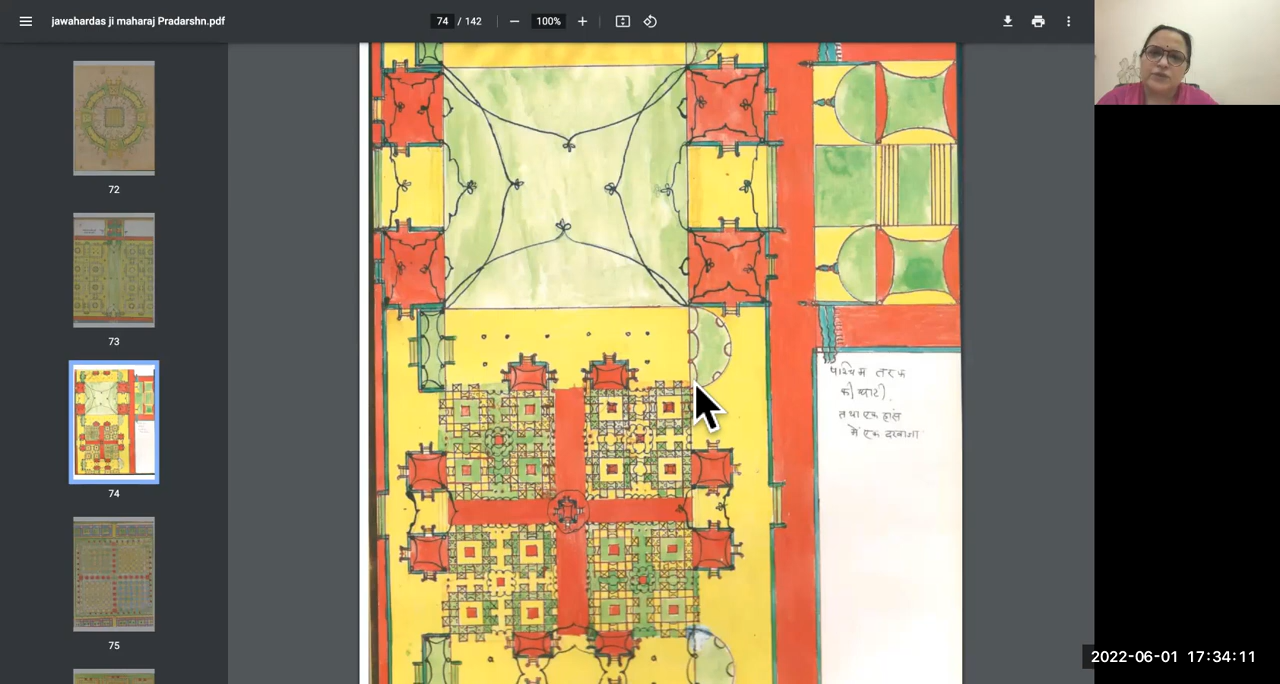 jawahardas ji maharaj Pradarshn.pdf
74 / 142
100%
72
73
74
75
पश्चिम तरफ
की
तथा एक हांस
में एक दरवाजा
2022-06-01 17:34:11